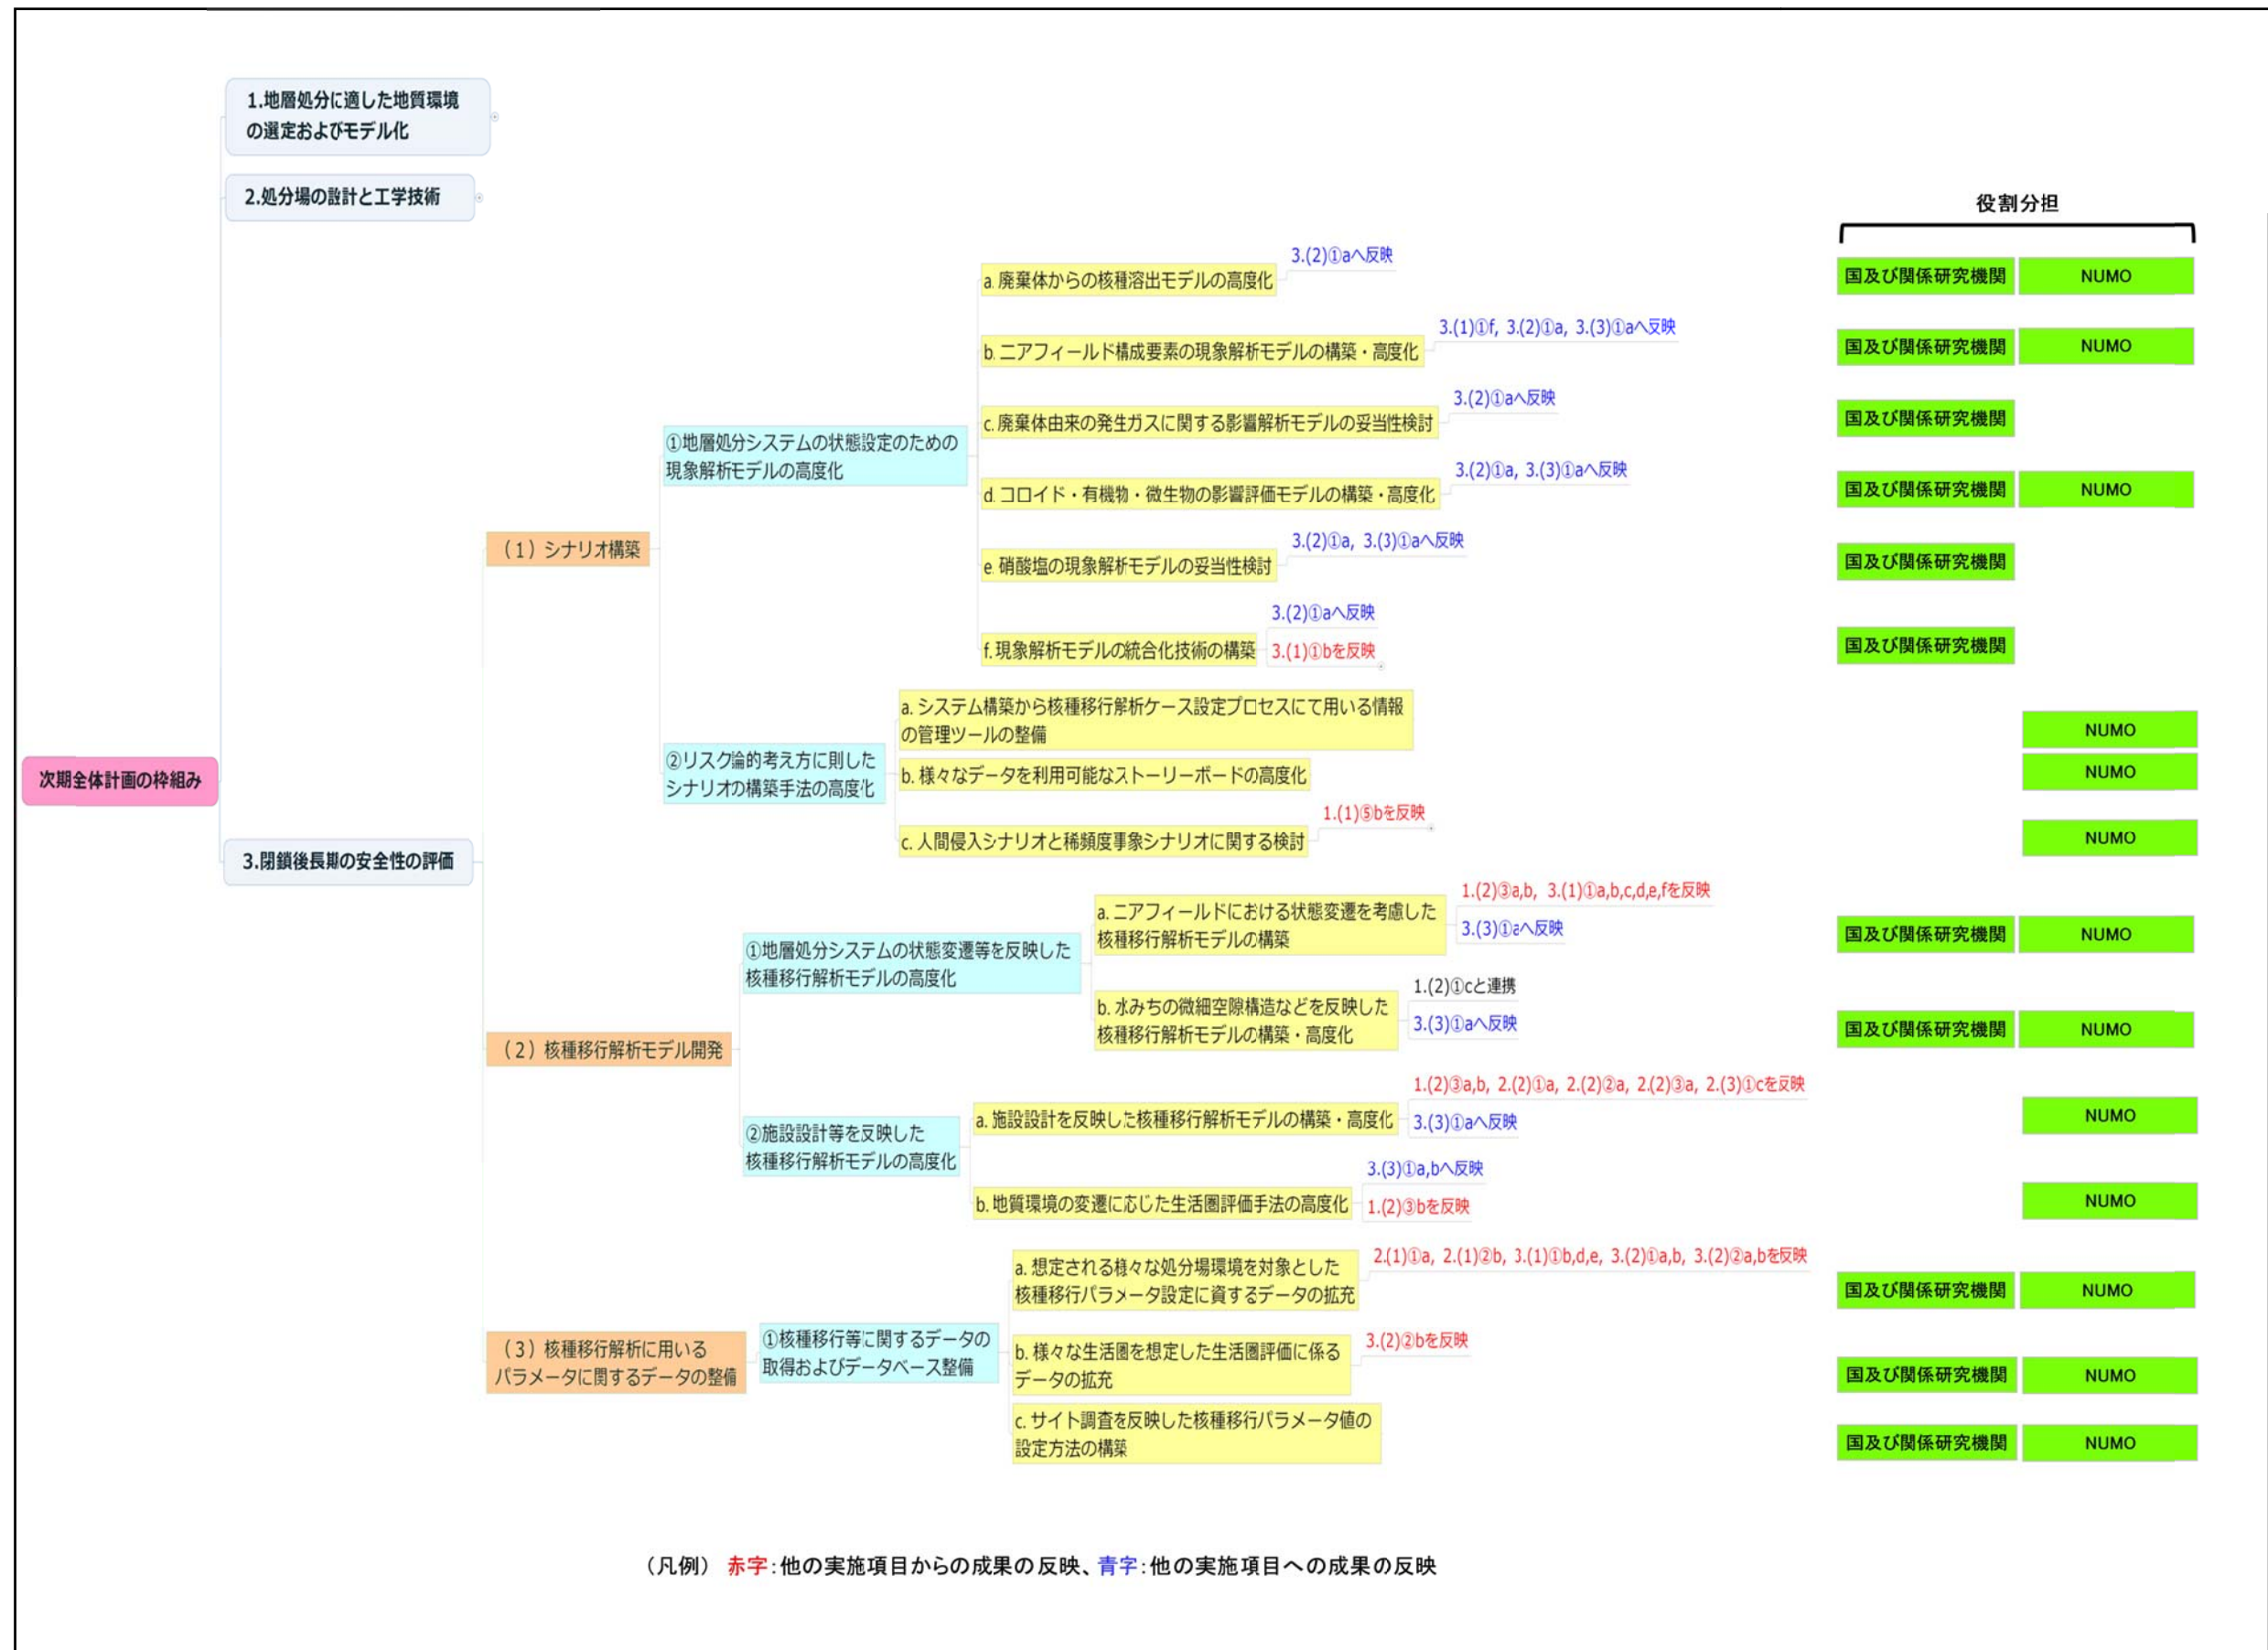 1.地層処分に適した地質環境
の選定およびモデル化
2.処分場の設計と工学技術
役割分担
3.(2)①aへ反映
a. 廃棄体からの核種溶出モデルの高度化
国及び関係研究機関
NUMO
3.(1)①f, 3.(2)①a, 3.(3)①aへ反映
b. ニアフィールド構成要素の現象解析モデルの構築・高度化
国及び関係研究機関
NUMO
3.(2)①aへ反映
c. 廃棄体由来の発生ガスに関する影響解析モデルの妥当性検討
国及び関係研究機関
①地層処分システムの状態設定のための
現象解析モデルの高度化
3.(2)①a, 3.(3)①aへ反映
d. コロイド・有機物・微生物の影響評価モデルの構築・高度化
国及び関係研究機関
NUMO
（1）シナリオ構築
3.(2)①a, 3.(3)①aへ反映
e. 硝酸塩の現象解析モデルの妥当性検討
国及び関係研究機関
3.(2)①aへ反映
f. 現象解析モデルの統合化技術の構築
3.(1)①bを反映
国及び関係研究機関
a. システム構築から核種移行解析ケース設定プロセスにて用いる情報
の管理ツールの整備
NUMO
②リスク論的考え方に則した
シナリオの構築手法の高度化
b. 様々なデータを利用可能なストーリーボードの高度化
NUMO
次期全体計画の枠組み
1.(1)⑤bを反映
c. 人間侵入シナリオと稀頻度事象シナリオに関する検討
NUMO
3.閉鎖後長期の安全性の評価
1.(2)③a,b, 3.(1)①a,b,c,d,e,fを反映
a. ニアフィールドにおける状態変遷を考慮した
核種移行解析モデルの構築
3.(3)①aへ反映
国及び関係研究機関
NUMO
①地層処分システムの状態変遷等を反映した
核種移行解析モデルの高度化
1.(2)①cと連携
b. 水みちの微細空隙構造などを反映した
核種移行解析モデルの構築・高度化
3.(3)①aへ反映
国及び関係研究機関
NUMO
（2）核種移行解析モデル開発
1.(2)③a,b, 2.(2)①a, 2.(2)②a, 2.(2)③a, 2.(3)①cを反映
a. 施設設計を反映した核種移行解析モデルの構築・高度化
3.(3)①aへ反映
NUMO
②施設設計等を反映した
核種移行解析モデルの高度化
3.(3)①a,bへ反映
b. 地質環境の変遷に応じた生活圏評価手法の高度化
1.(2)③bを反映
NUMO
2.(1)①a, 2.(1)②b, 3.(1)①b,d,e, 3.(2)①a,b, 3.(2)②a,bを反映
a. 想定される様々な処分場環境を対象とした
核種移行パラメータ設定に資するデータの拡充
国及び関係研究機関
NUMO
（3）核種移行解析に用いる
パラメータに関するデータの整備
①核種移行等に関するデータの
取得およびデータベース整備
3.(2)②bを反映
b. 様々な生活圏を想定した生活圏評価に係る
データの拡充
国及び関係研究機関
NUMO
c. サイト調査を反映した核種移行パラメータ値の
設定方法の構築
国及び関係研究機関
NUMO
（凡例） 赤字：他の実施項目からの成果の反映、青字：他の実施項目への成果の反映